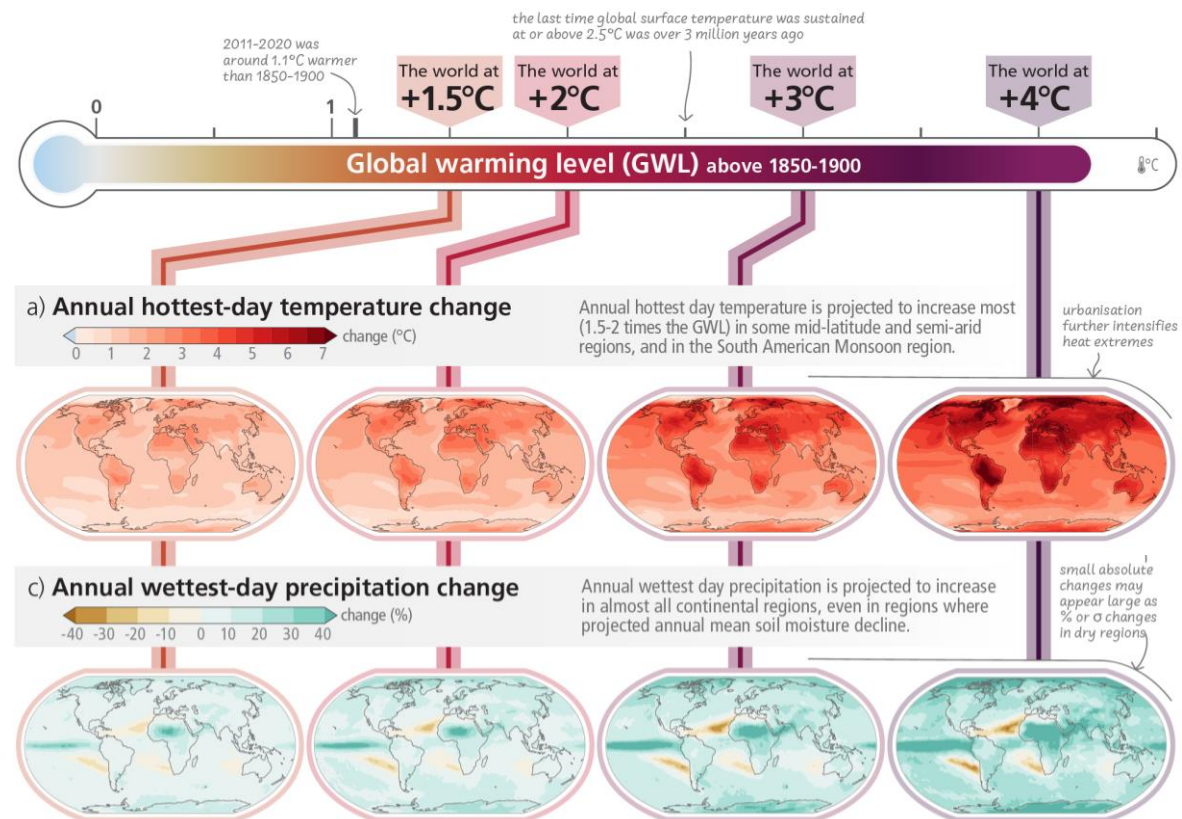 the last time global surface temperature was sustained
at or above 2.5°C was over 3 million years ago
2011-2020 was
around 1.1°C warmer
than 1850-1900
The world at
+1.5°C
The world at
+2°C
The world at
+3°C
The world at
+4°C
0
1
Global warming level (GWL) above 1850-1900
°C
a) Annual hottest-day temperature change
change (°C)
0 1 2 3 4 5 6 7
Annual hottest day temperature is projected to increase most
(1.5-2 times the GWL) in some mid-latitude and semi-arid
regions, and in the South American Monsoon region.
urbanisation
further intensifies
heat extremes
c) Annual wettest-day precipitation change
change (%)
-40 -30 -20 -10 0 10 20 30 40
Annual wettest day precipitation is projected to increase
in almost all continental regions, even in regions where
projected annual mean soil moisture decline.
small absolute
changes may
appear large as
% or σ changes
in dry regions